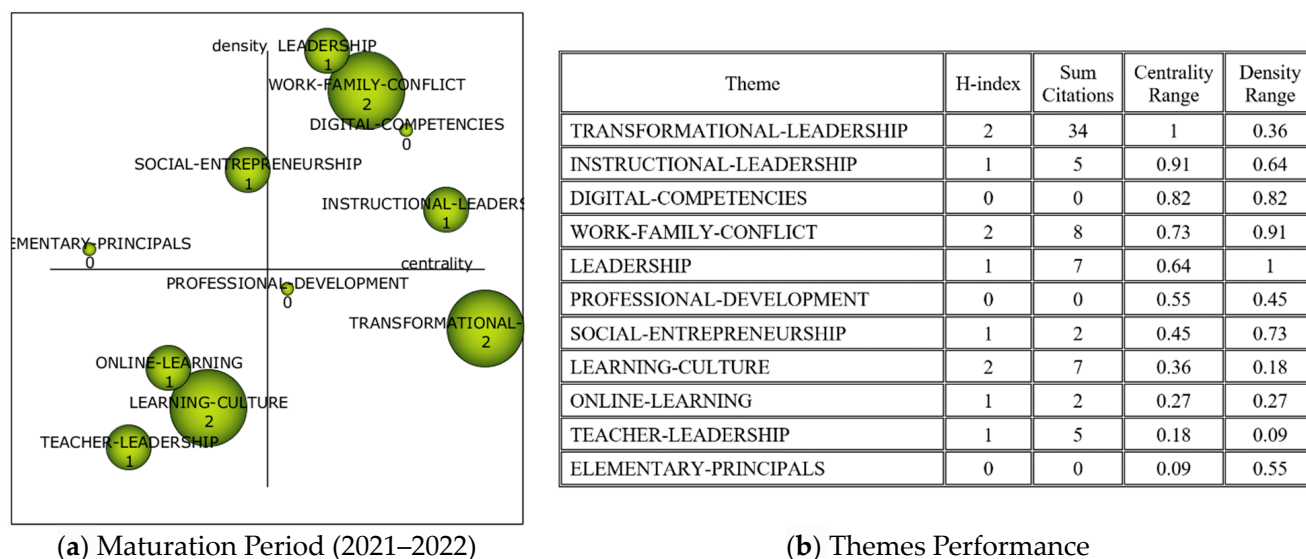 density LEADERSHIP
1
WORK-FAMILY-CONFLICT
2
DIGITAL-COMPETENCIES
0
SOCIAL-ENTREPRENEURSHIP
1
INSTRUCTIONAL-LEADERS
1
EMENTARY-PRINCIPALS
0
centrality
PROFESSIONAL-DEVELOPMENT
0
TRANSFORMATIONAL-
2
ONLINE-LEARNING
1
LEARNING-CULTURE
2
TEACHER-LEADERSHIP
1
(a) Maturation Period (2021–2022)
Theme H-index Sum Citations Centrality Range Density Range
TRANSFORMATIONAL-LEADERSHIP 2 34 1 0.36
INSTRUCTIONAL-LEADERSHIP 1 5 0.91 0.64
DIGITAL-COMPETENCIES 0 0 0.82 0.82
WORK-FAMILY-CONFLICT 2 8 0.73 0.91
LEADERSHIP 1 7 0.64 1
PROFESSIONAL-DEVELOPMENT 0 0 0.55 0.45
SOCIAL-ENTREPRENEURSHIP 1 2 0.45 0.73
LEARNING-CULTURE 2 7 0.36 0.18
ONLINE-LEARNING 1 2 0.27 0.27
TEACHER-LEADERSHIP 1 5 0.18 0.09
ELEMENTARY-PRINCIPALS 0 0 0.09 0.55
(b) Themes Performance